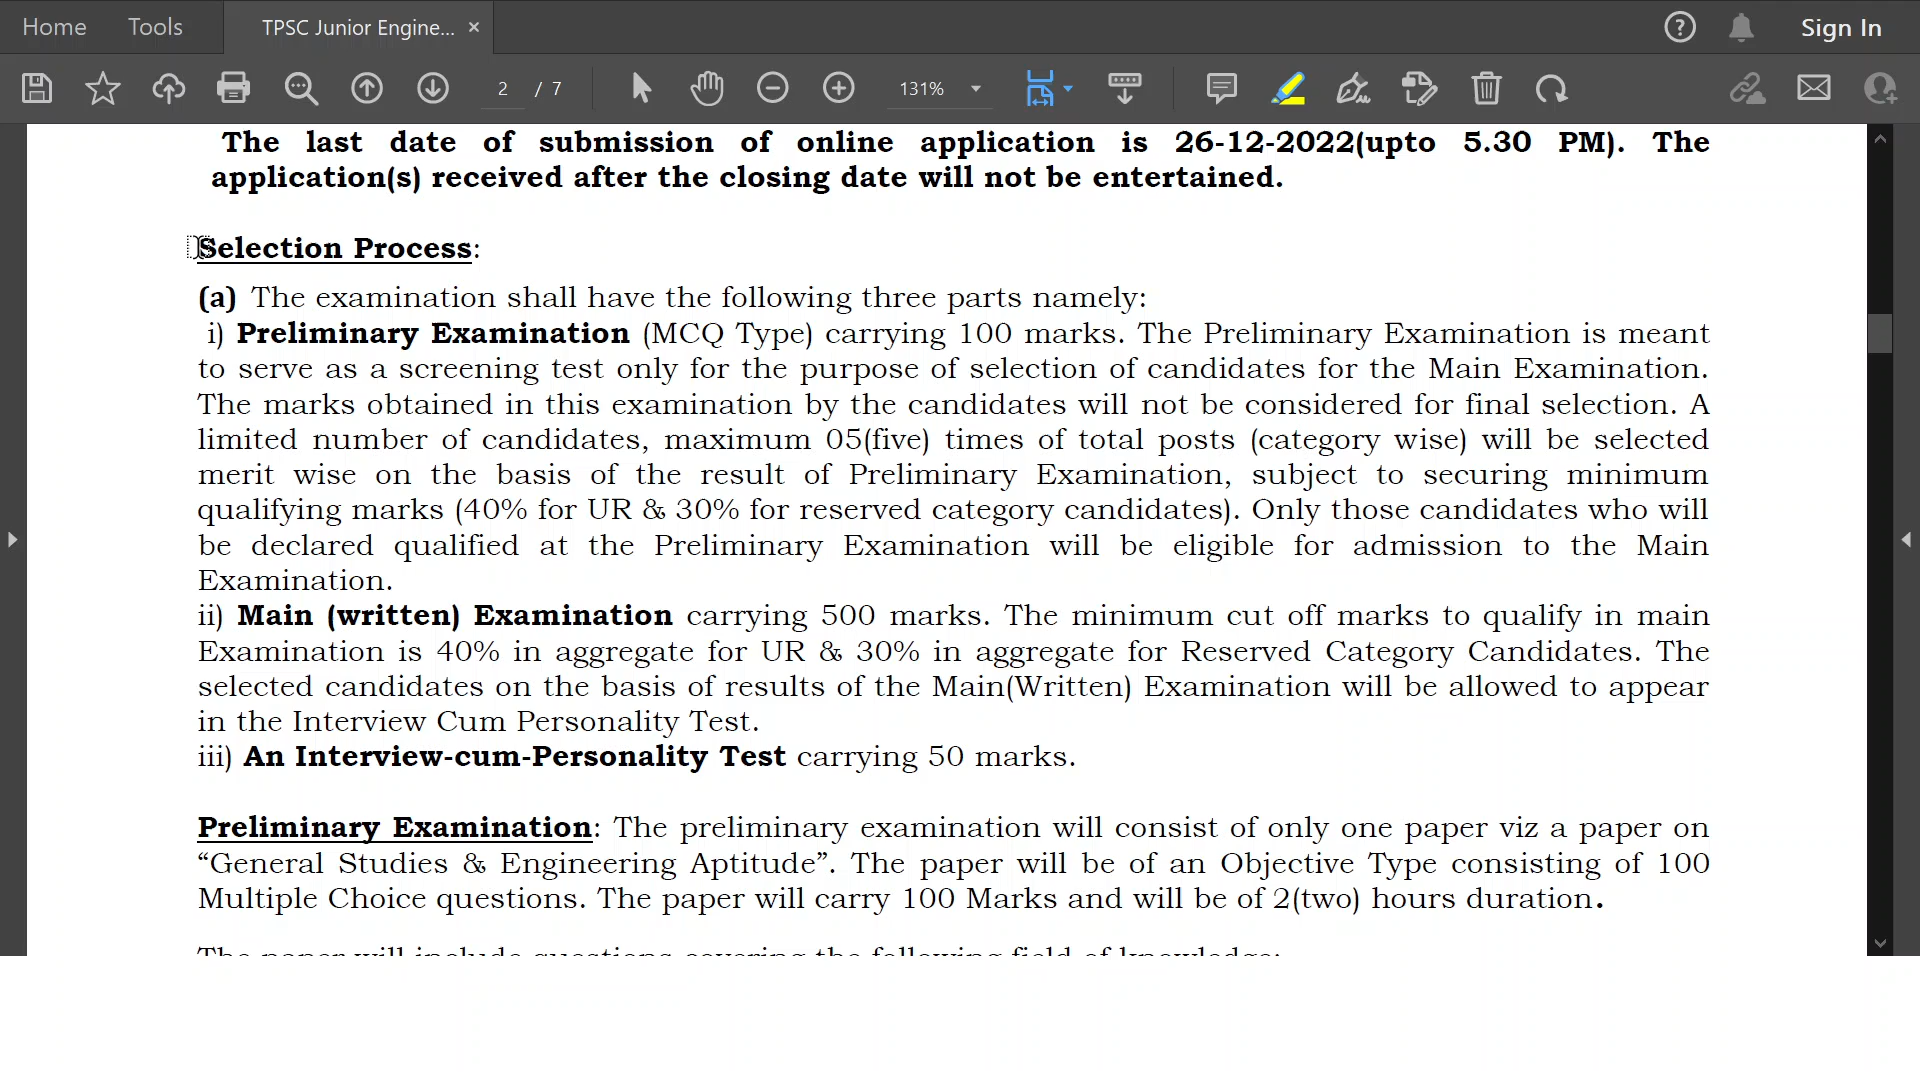 Home Tools TPSC Junior Engine... × Sign In
2 / 7 131%
The last date of submission of online application is 26-12-2022(upto 5.30 PM). The
application(s) received after the closing date will not be entertained.
Selection Process:
(a) The examination shall have the following three parts namely:
i) Preliminary Examination (MCQ Type) carrying 100 marks. The Preliminary Examination is meant
to serve as a screening test only for the purpose of selection of candidates for the Main Examination.
The marks obtained in this examination by the candidates will not be considered for final selection. A
limited number of candidates, maximum 05(five) times of total posts (category wise) will be selected
merit wise on the basis of the result of Preliminary Examination, subject to securing minimum
qualifying marks (40% for UR & 30% for reserved category candidates). Only those candidates who will
be declared qualified at the Preliminary Examination will be eligible for admission to the Main
Examination.
ii) Main (written) Examination carrying 500 marks. The minimum cut off marks to qualify in main
Examination is 40% in aggregate for UR & 30% in aggregate for Reserved Category Candidates. The
selected candidates on the basis of results of the Main(Written) Examination will be allowed to appear
in the Interview Cum Personality Test.
iii) An Interview-cum-Personality Test carrying 50 marks.
Preliminary Examination: The preliminary examination will consist of only one paper viz a paper on
“General Studies & Engineering Aptitude”. The paper will be of an Objective Type consisting of 100
Multiple Choice questions. The paper will carry 100 Marks and will be of 2(two) hours duration.
The paper will include questions covering the following field of knowledge: